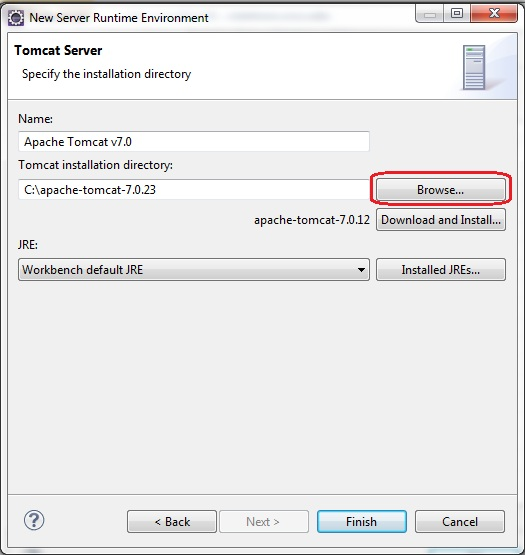 New Server Runtime Environment
Tomcat Server
Specify the installation directory
Name:
Apache Tomcat v7.0
Tomcat installation directory:
C:\apache-tomcat-7.0.23
Browse...
apache-tomcat-7.0.12
Download and Install...
JRE:
Workbench default JRE
Installed JREs...
?
< Back
Next >
Finish
Cancel